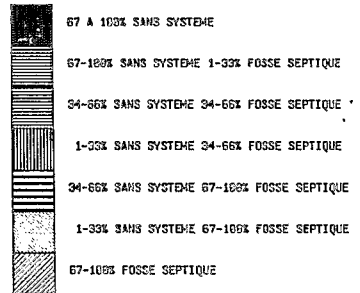 67 A 100% SANS SYSTEME
67-100% SANS SYSTEME 1-33% FOSSE SEPTIQUE
34-66% SANS SYSTEME 34-66% FOSSE SEPTIQUE
1-33% SANS SYSTEME 34-66% FOSSE SEPTIQUE
34-66% SANS SYSTEME 67-100% FOSSE SEPTIQUE
1-33% SANS SYSTEME 67-100% FOSSE SEPTIQUE
67-100% FOSSE SEPTIQUE